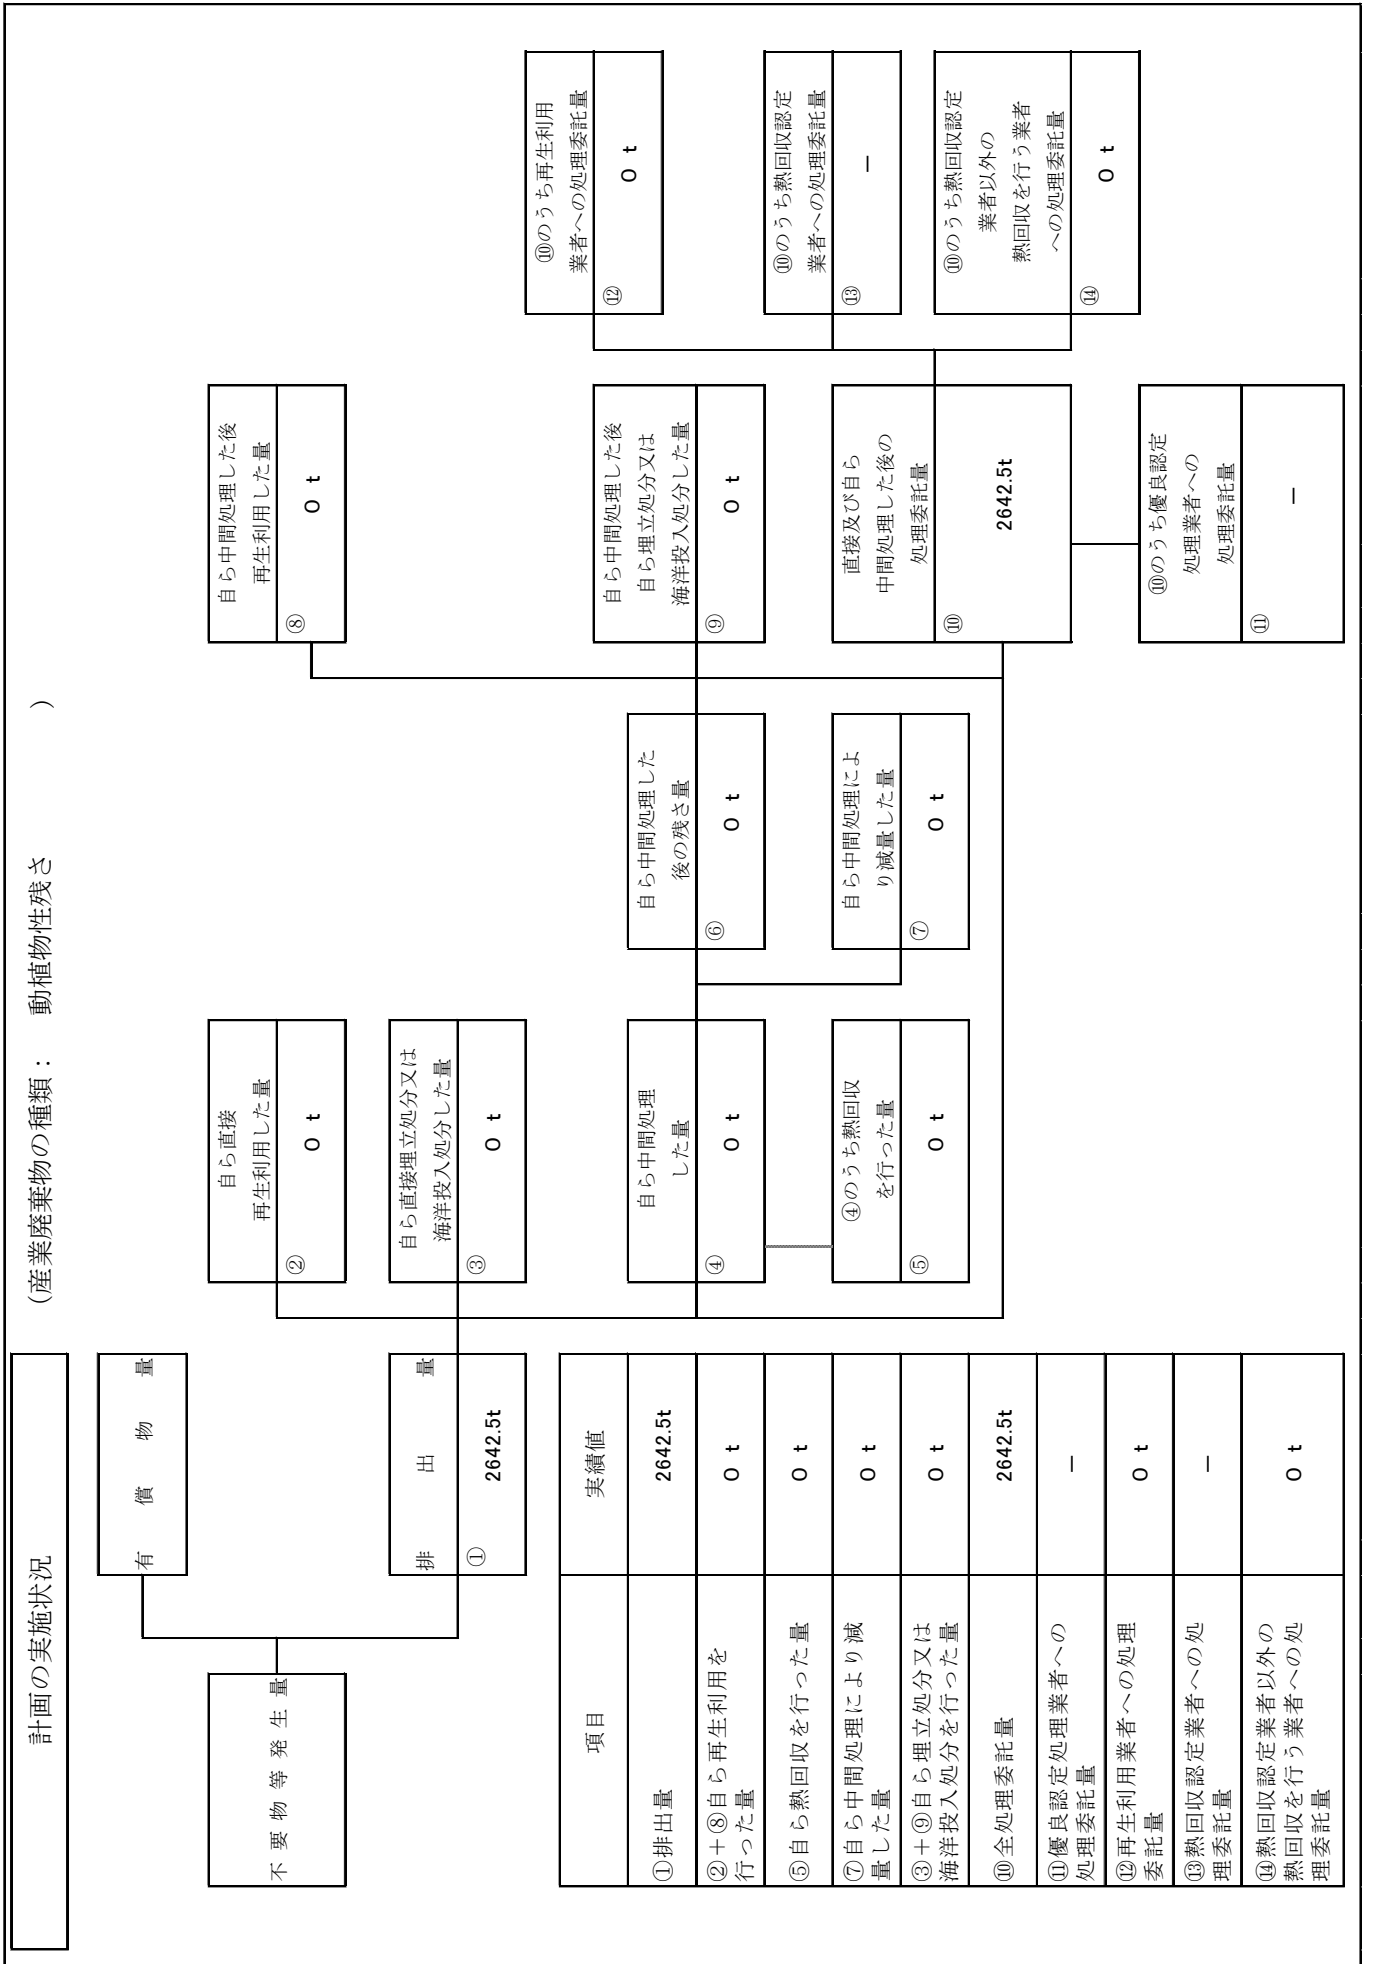 計画の実施状況
（産業廃棄物の種類：　動植物性残さ　）
有償物量
不要物等発生量
排出量
①
2642.5t
自ら直接
再生利用した量
②
0 t
自ら直接埋立処分又は
海洋投入処分した量
③
0 t
自ら中間処理
した量
④
0 t
④のうち熱回収
を行った量
⑤
0 t
自ら中間処理した
後の残さ量
⑥
0 t
自ら中間処理によ
り減量した量
⑦
0 t
自ら中間処理した後
再生利用した量
⑧
0 t
自ら中間処理した後
自ら埋立処分又は
海洋投入処分した量
⑨
0 t
直接及び自ら
中間処理した後の
処理委託量
⑩
2642.5t
⑩のうち優良認定
処理業者への
処理委託量
⑪
－
⑩のうち再生利用
業者への処理委託量
⑫
0 t
⑩のうち熱回収認定
業者への処理委託量
⑬
－
⑩のうち熱回収認定
業者以外の
熱回収を行う業者
への処理委託量
⑭
0 t
項目 実績値
①排出量 2642.5t
②＋⑧自ら再生利用を
行った量 0 t
⑤自ら熱回収を行った量 0 t
⑦自ら中間処理により減
量した量 0 t
③＋⑨自ら埋立処分又は
海洋投入処分を行った量 0 t
⑩全処理委託量 2642.5t
⑪優良認定処理業者への
処理委託量 －
⑫再生利用業者への処理
委託量 0 t
⑬熱回収認定業者への処
理委託量 －
⑭熱回収認定業者以外の
熱回収を行う業者への処
理委託量 0 t